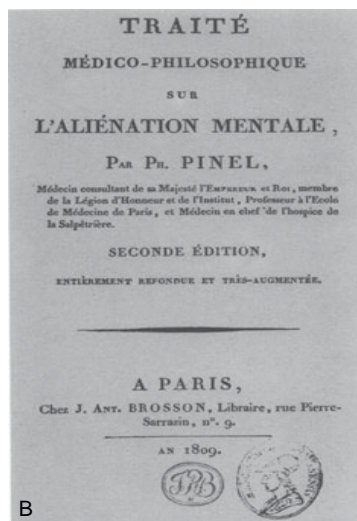 TRAITÉ
MÉDICO-PHILOSOPHIQUE
SUR
L'ALIÉNATION MENTALE,
PAR PH. PINEL,
Médecin consultant de sa Majesté l'EMPEREUR et ROI, membre
de la Légion d'Honneur et de l'Institut, Professeur à l'Ecole
de Médecine de Paris, et Médecin en chef de l'hospice de
la Salpêtrière.
SECONDE ÉDITION,
ENTIÈREMENT REFONDUE ET TRÈS-AUGMENTÉE.
A PARIS,
Chez J. ANT. BROSSON, Libraire, rue Pierre-
Sarrazin, nº. 9.
AN 1809.
B